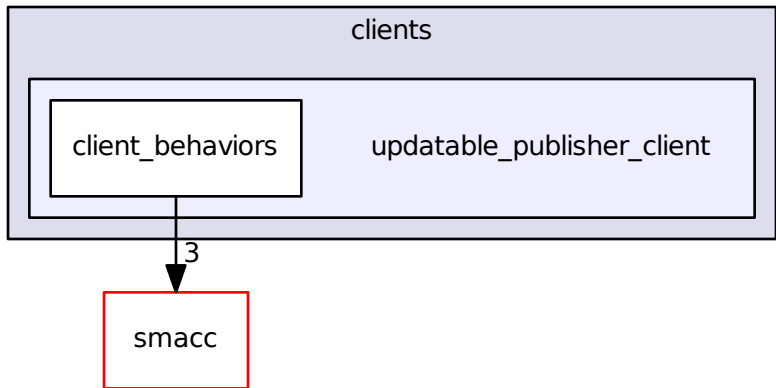 clients
client_behaviors
updatable_publisher_client
3
smacc